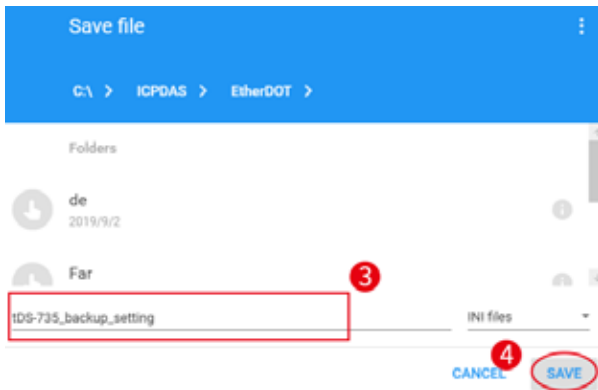 Save file
C:\ > ICPDAS > EtherDOT >
Folders
de
2019/9/2
Far
3
tDS-735_backup_setting
INI files
4
CANCEL
SAVE